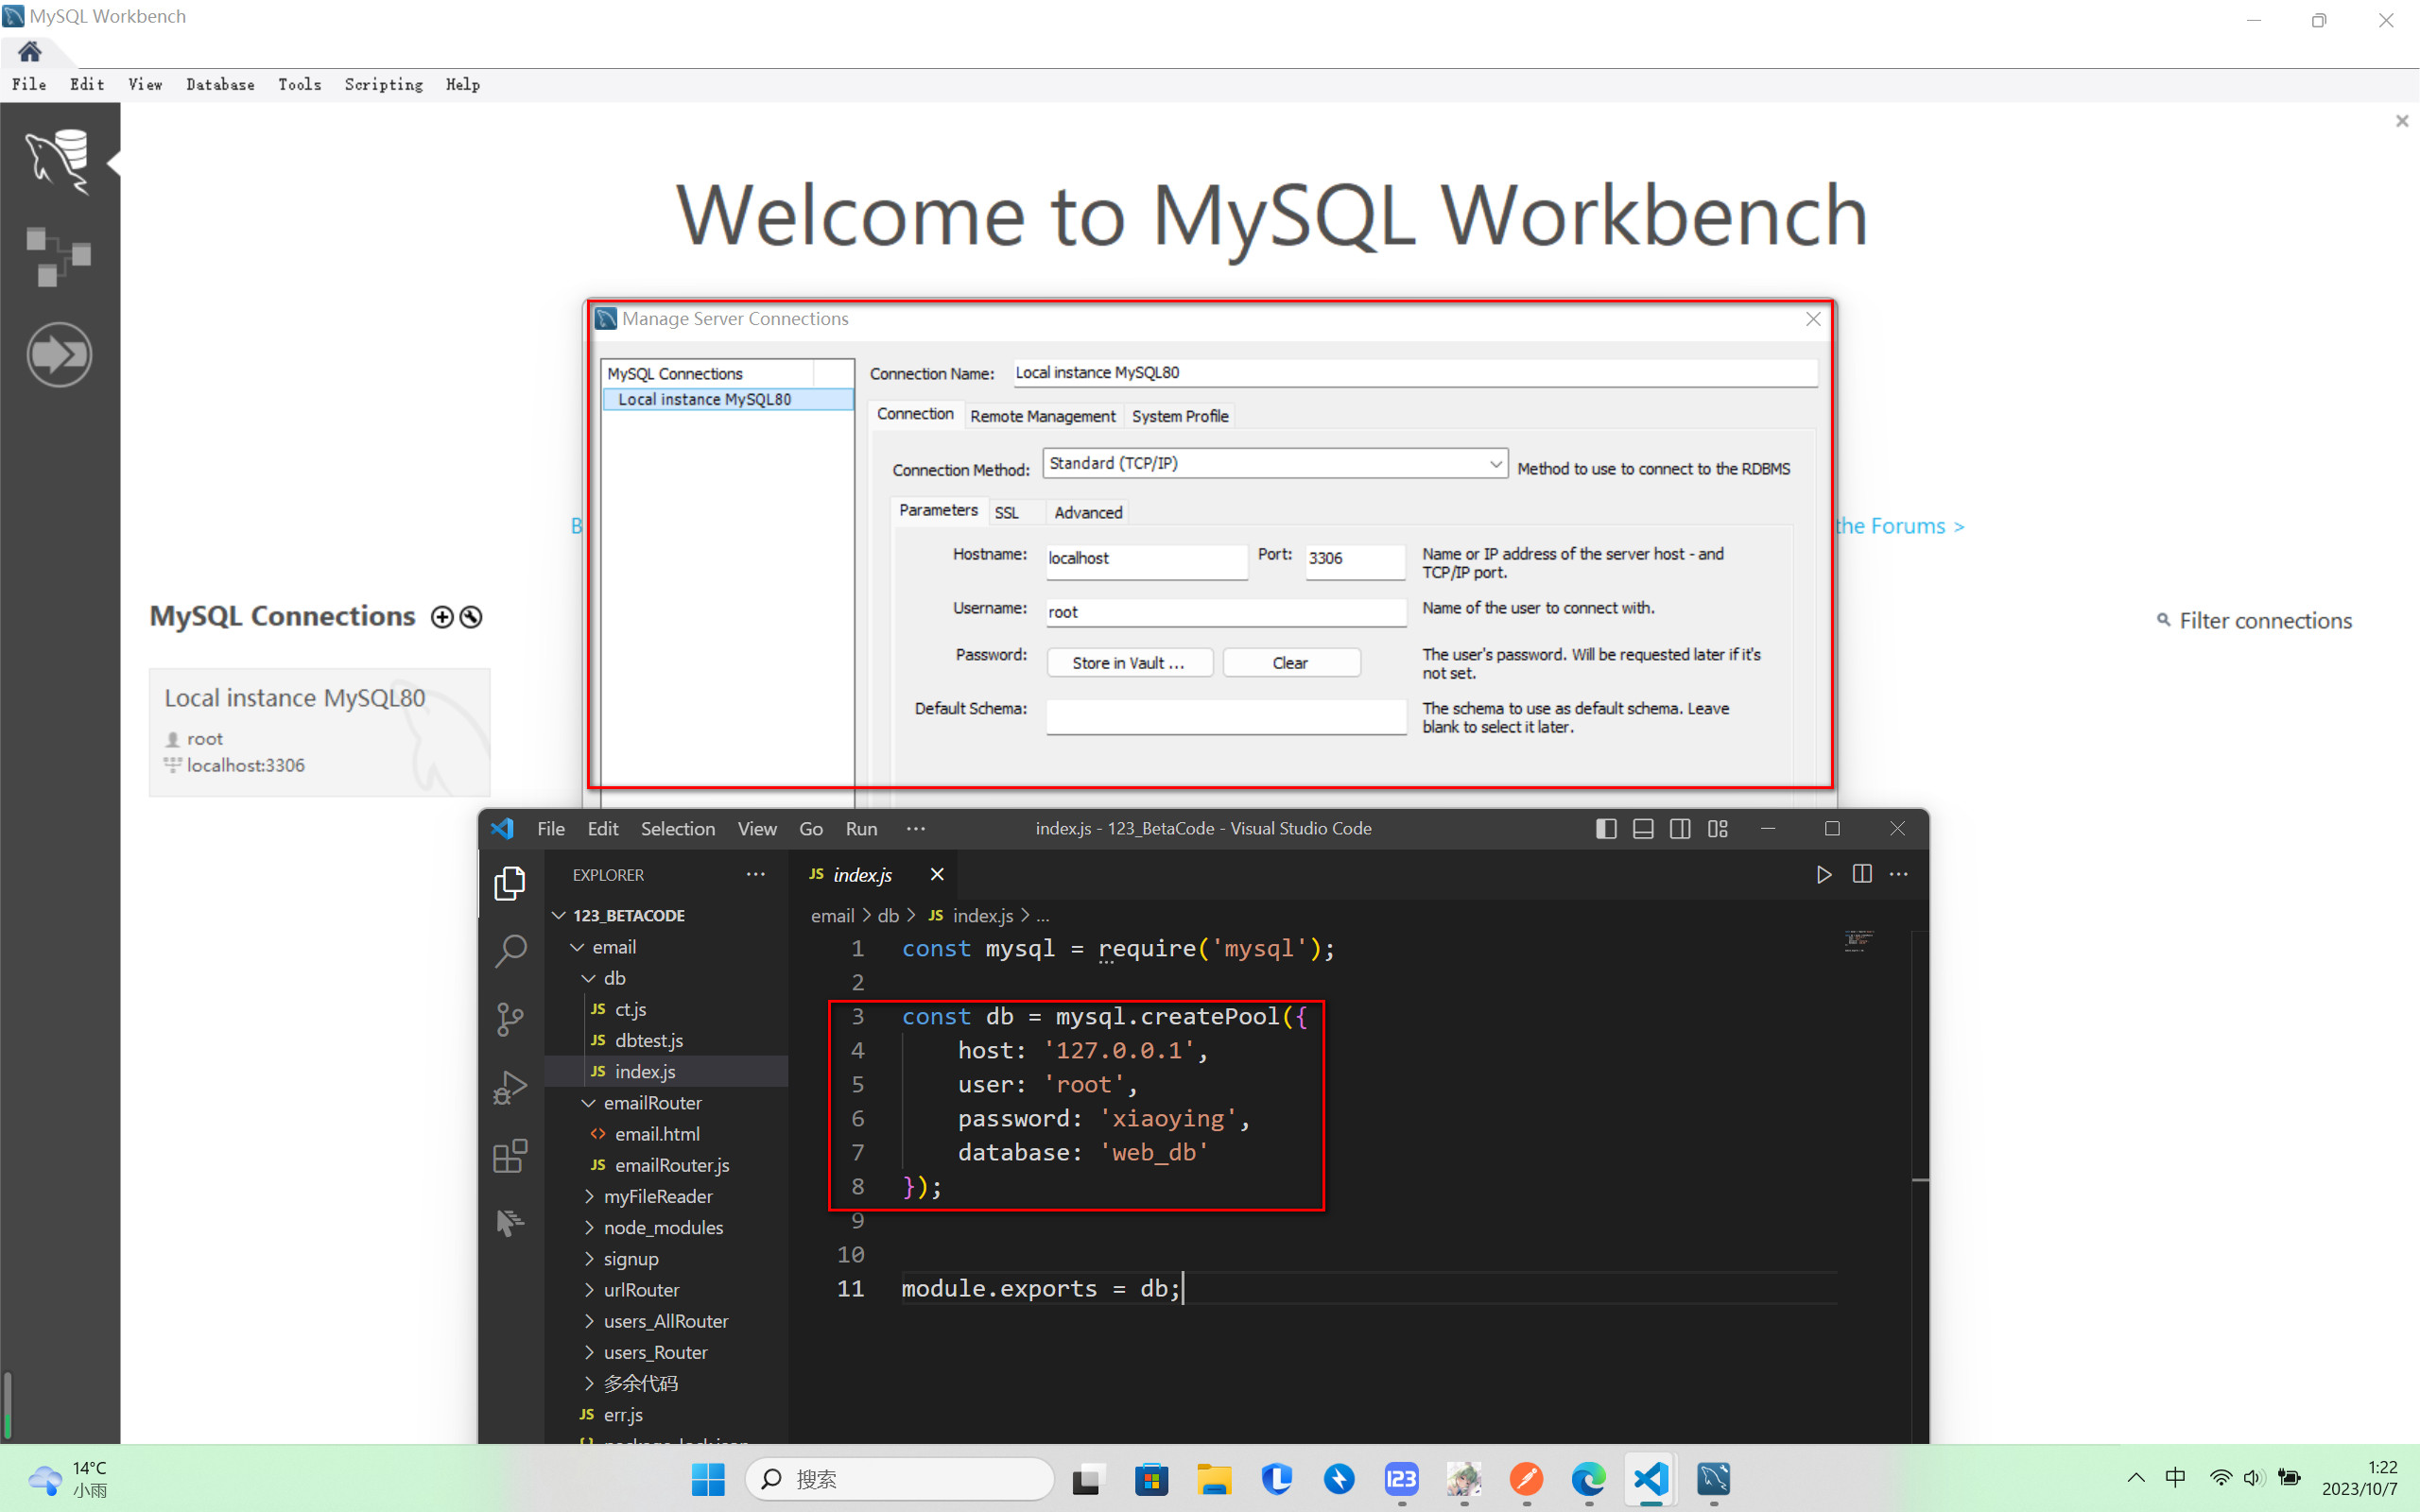 MySQL Workbench
File Edit View Database Tools Scripting Help
Welcome to MySQL Workbench
B
the Forums >
MySQL Connections
Filter connections
Local instance MySQL80
root
localhost:3306
Manage Server Connections
MySQL Connections
Local instance MySQL80
Connection Name: Local instance MySQL80
Connection Remote Management System Profile
Connection Method: Standard (TCP/IP) Method to use to connect to the RDBMS
Parameters SSL Advanced
Hostname: localhost Port: 3306 Name or IP address of the server host - and
TCP/IP port.
Username: root Name of the user to connect with.
Password: Store in Vault ... Clear The user's password. Will be requested later if it's
not set.
Default Schema: The schema to use as default schema. Leave
blank to select it later.
File Edit Selection View Go Run ··· index.js - 123_BetaCode - Visual Studio Code
EXPLORER ···
123_BETACODE
email
db
JS ct.js
JS dbtest.js
JS index.js
emailRouter
<> email.html
JS emailRouter.js
myFileReader
node_modules
signup
urlRouter
users_AllRouter
users_Router
多余代码
JS err.js
JS index.js
email > db > JS index.js > ...
1 const mysql = require('mysql');
2
3 const db = mysql.createPool({
4 host: '127.0.0.1',
5 user: 'root',
6 password: 'xiaoying',
7 database: 'web_db'
8 });
9
10
11 module.exports = db;
14°C
小雨
搜索
123
中
1:22
2023/10/7